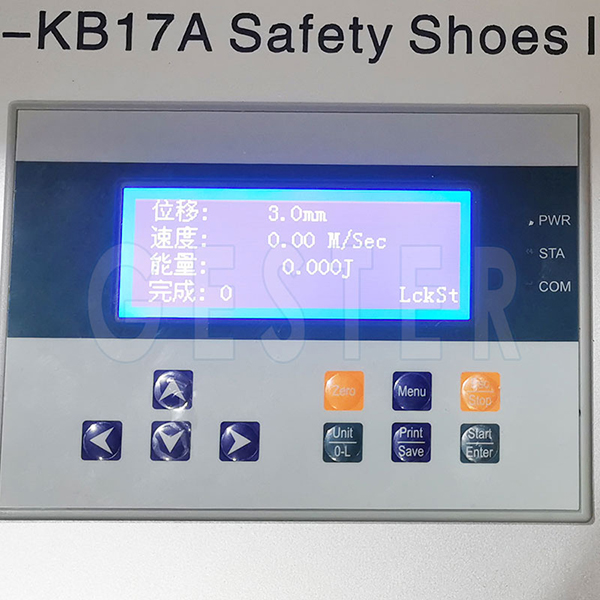 -KB17A Safety Shoes I
位移: 3.0mm
速度: 0.00 M/Sec
能量: 0.000J
完成: 0 LckSt
PWR
STA
COM
GESTER
Zero
Menu
Stop
Unit
0-L
Print
Save
Start
Enter